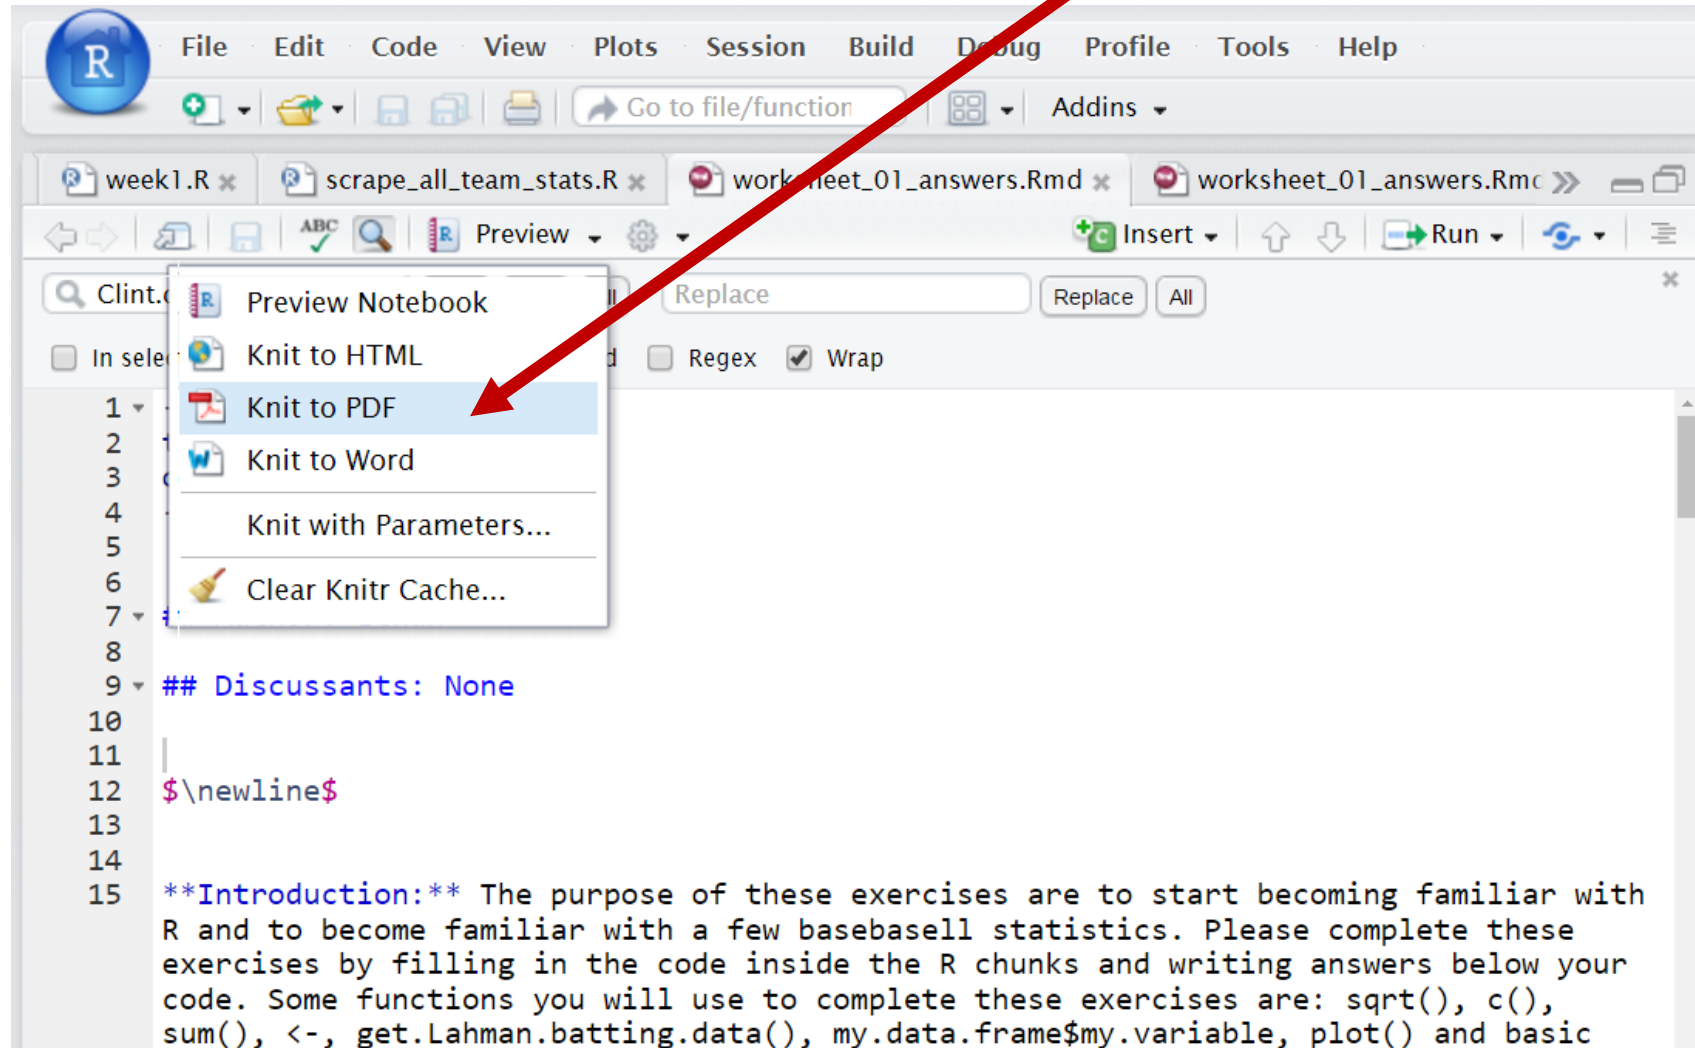 R File Edit Code View Plots Session Build Debug Profile Tools Help
Go to file/function Addins
week1.R scrape_all_team_stats.R worksheet_01_answers.Rmd worksheet_01_answers.Rmd
ABC Preview Insert Run
Clint. Replace Replace All
Preview Notebook
In sele Regex Wrap
Knit to HTML
Knit to PDF
Knit to Word
Knit with Parameters...
Clear Knitr Cache...
1
2
3
4
5
6
7
8
9 ## Discussants: None
10
11
12 $\newline$
13
14
15 **Introduction:** The purpose of these exercises are to start becoming familiar with
R and to become familiar with a few basebasell statistics. Please complete these
exercises by filling in the code inside the R chunks and writing answers below your
code. Some functions you will use to complete these exercises are: sqrt(), c(),
sum(), <-, get.Lahman.batting.data(), my.data.frame$my.variable, plot() and basic